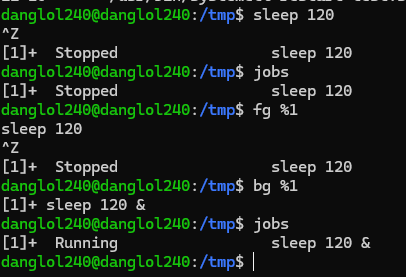 danglol240@danglol240:/tmp$ sleep 120
^Z
[1]+  Stopped                 sleep 120
danglol240@danglol240:/tmp$ jobs
[1]+  Stopped                 sleep 120
danglol240@danglol240:/tmp$ fg %1
sleep 120
^Z
[1]+  Stopped                 sleep 120
danglol240@danglol240:/tmp$ bg %1
[1]+ sleep 120 &
danglol240@danglol240:/tmp$ jobs
[1]+  Running                 sleep 120 &
danglol240@danglol240:/tmp$